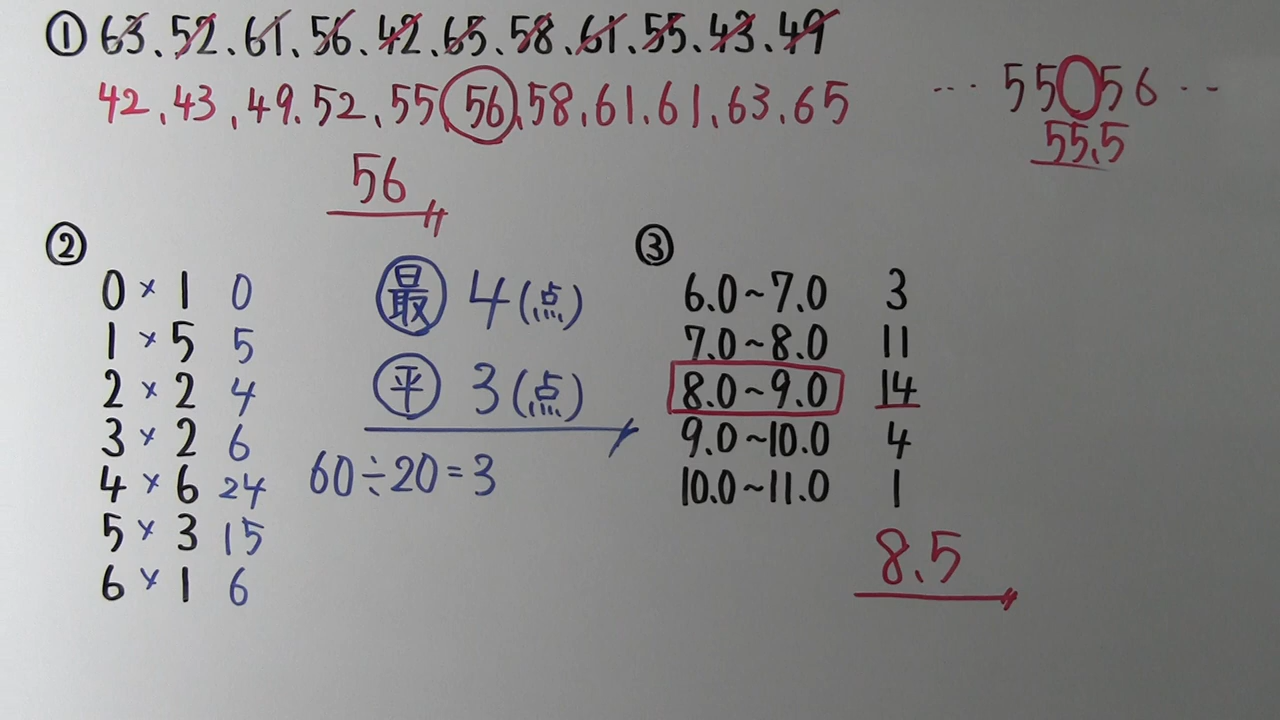 ① 63.52.61.56.42.65.58.61.55.43.49
42.43.49.52.55.56.58.61.61.63.65
… 55 56 …
55.5
56
②
0 × 1 0
1 × 5 5
2 × 2 4
3 × 2 6
4 × 6 24
5 × 3 15
6 × 1 6
最 4(点)
平 3(点)
60÷20=3
③
6.0~7.0 3
7.0~8.0 11
8.0~9.0 14
9.0~10.0 4
10.0~11.0 1
8.5